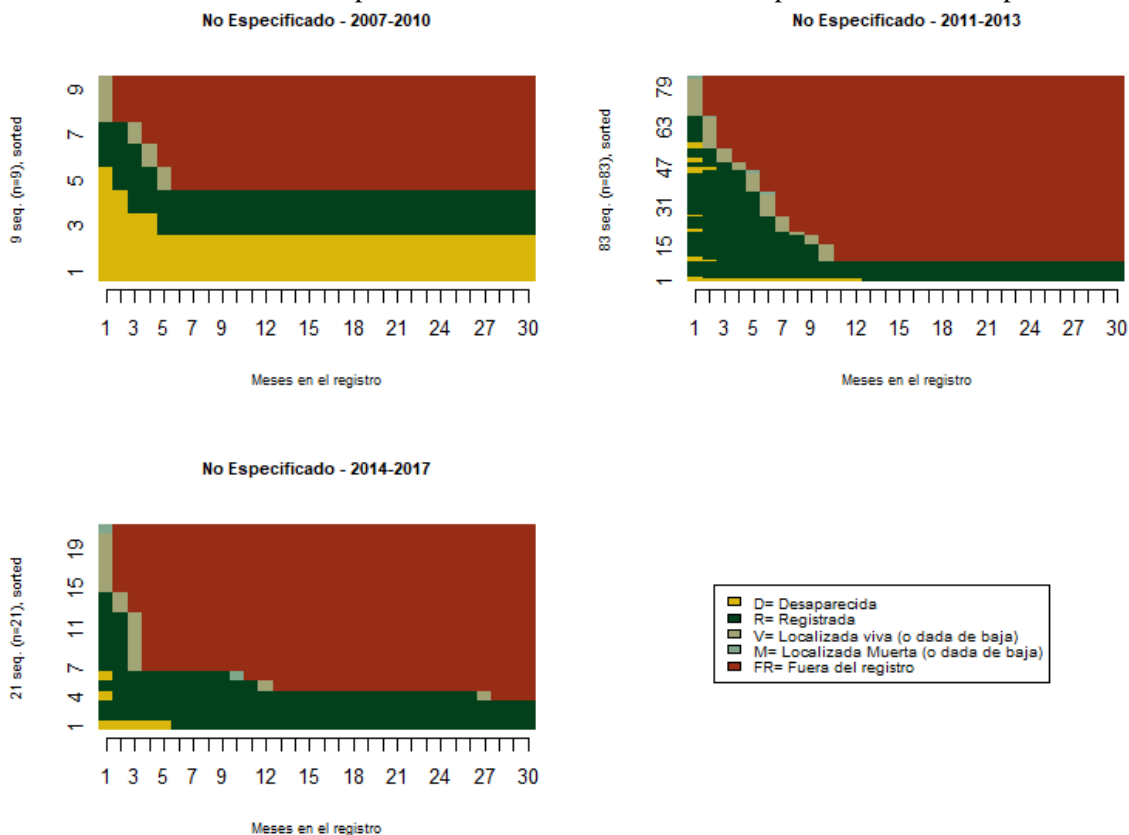 No Especificado - 2007-2010
9 seq. (n=9), sorted
9
7
5
3
1
1 3 5 7 9 12 15 18 21 24 27 30
Meses en el registro
No Especificado - 2011-2013
83 seq. (n=83), sorted
79
63
47
31
15
1
1 3 5 7 9 12 15 18 21 24 27 30
Meses en el registro
No Especificado - 2014-2017
21 seq. (n=21), sorted
19
15
11
7
4
1
1 3 5 7 9 12 15 18 21 24 27 30
Meses en el registro
D= Desaparecida
R= Registrada
V= Localizada viva (o dada de baja)
M= Localizada Muerta (o dada de baja)
FR= Fuera del registro